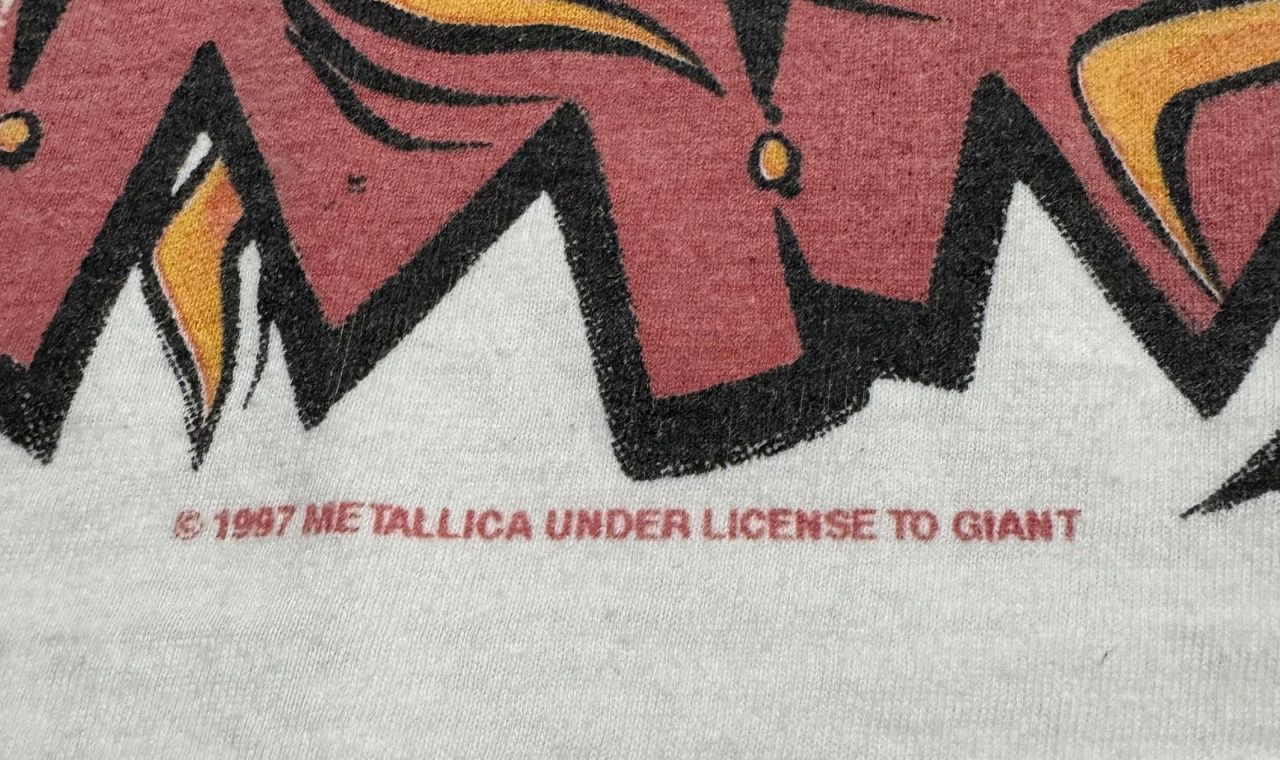 © 1997 METALLICA UNDER LICENSE TO GIANT